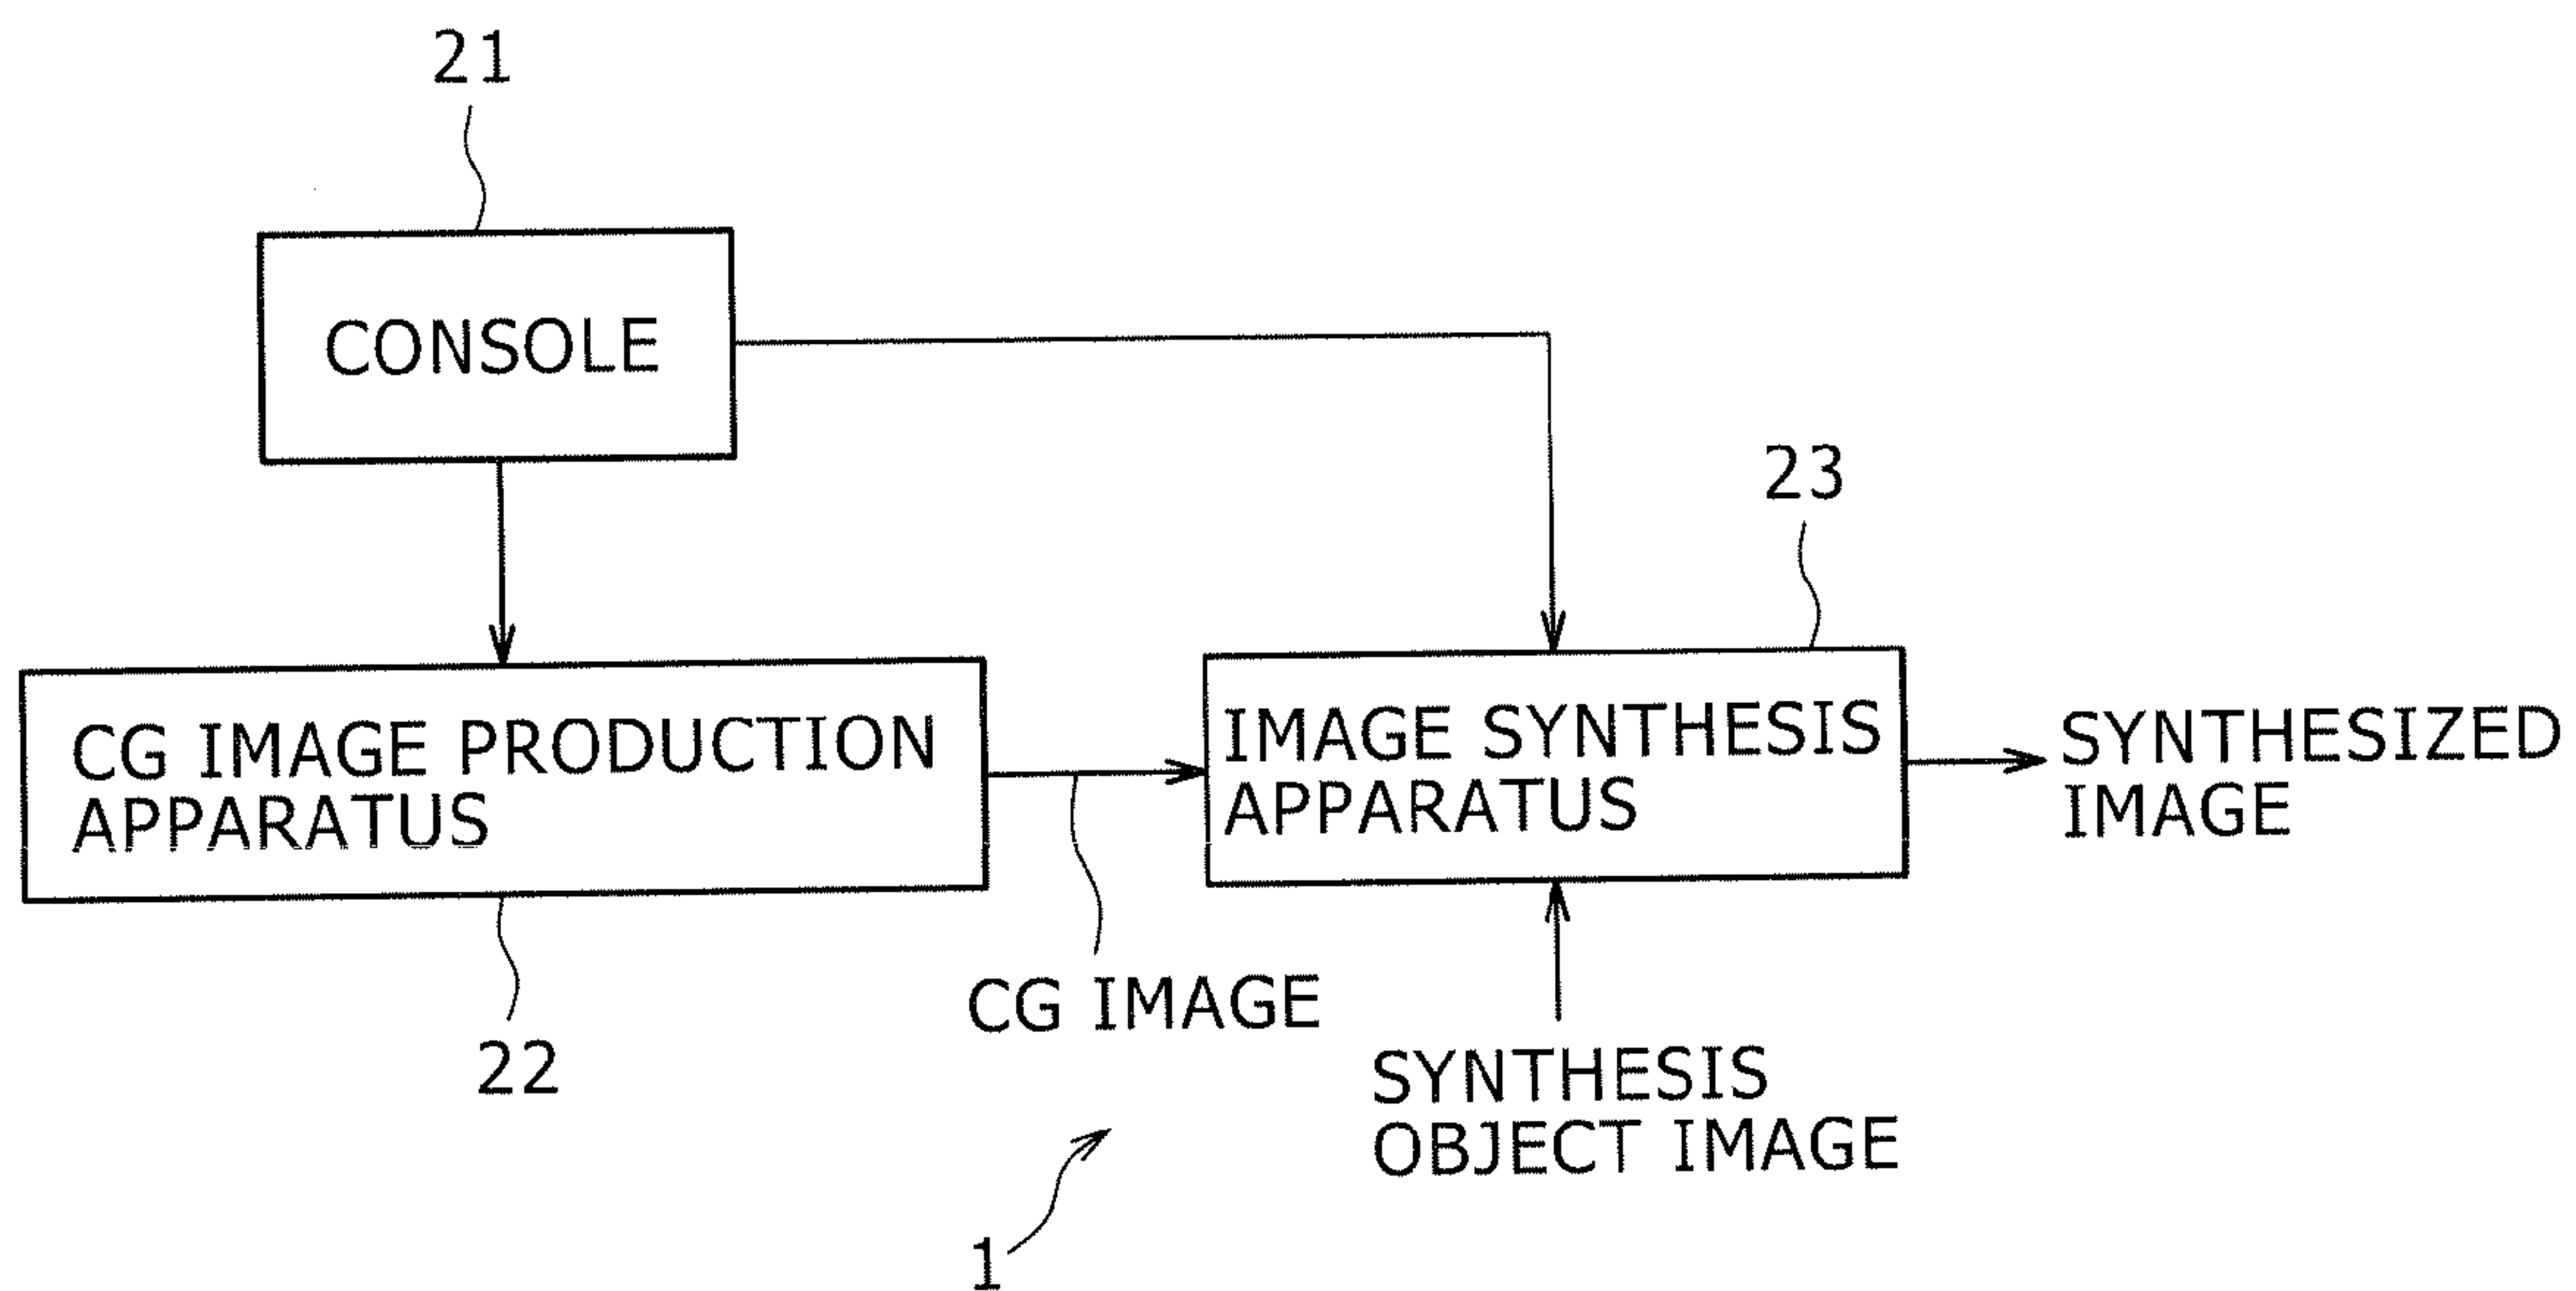 21
CONSOLE
23
CG IMAGE PRODUCTION
APPARATUS
IMAGE SYNTHESIS
APPARATUS
SYNTHESIZED
IMAGE
22
CG IMAGE
SYNTHESIS
OBJECT IMAGE
1